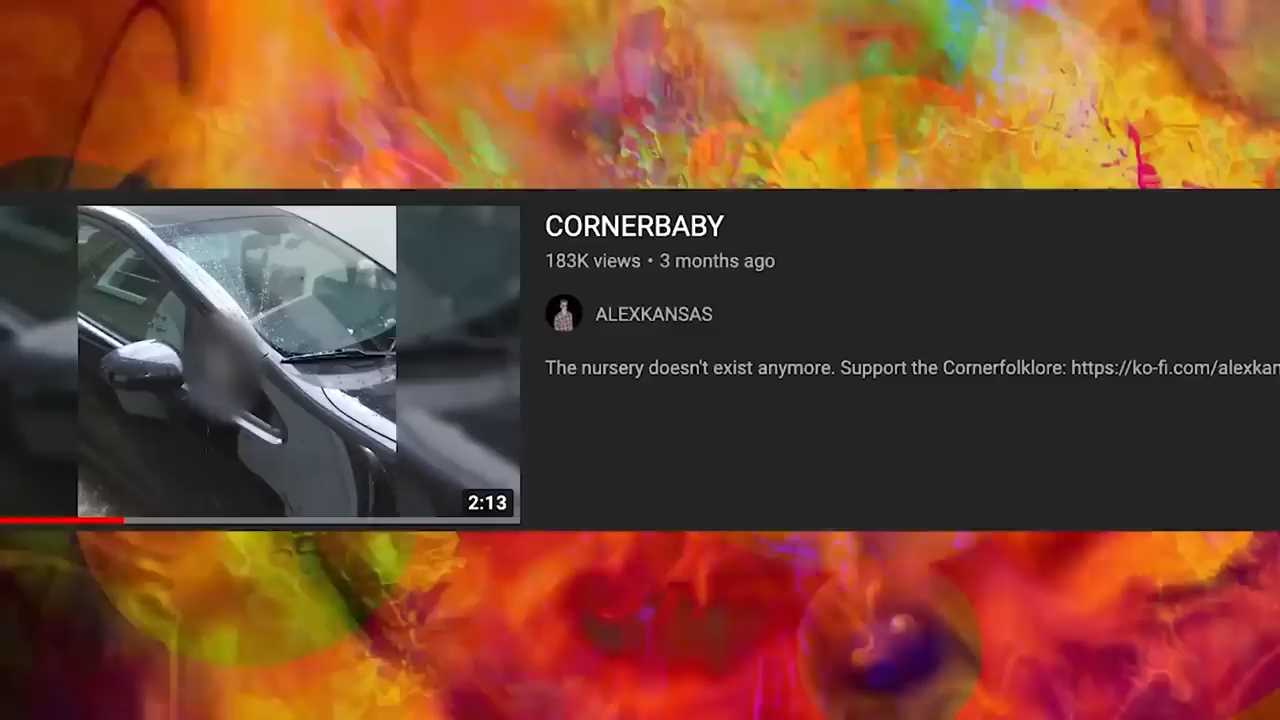 CORNERBABY
183K views • 3 months ago
ALEXKANSAS
The nursery doesn't exist anymore. Support the Cornerfolklore: https://ko-fi.com/alexkan
2:13